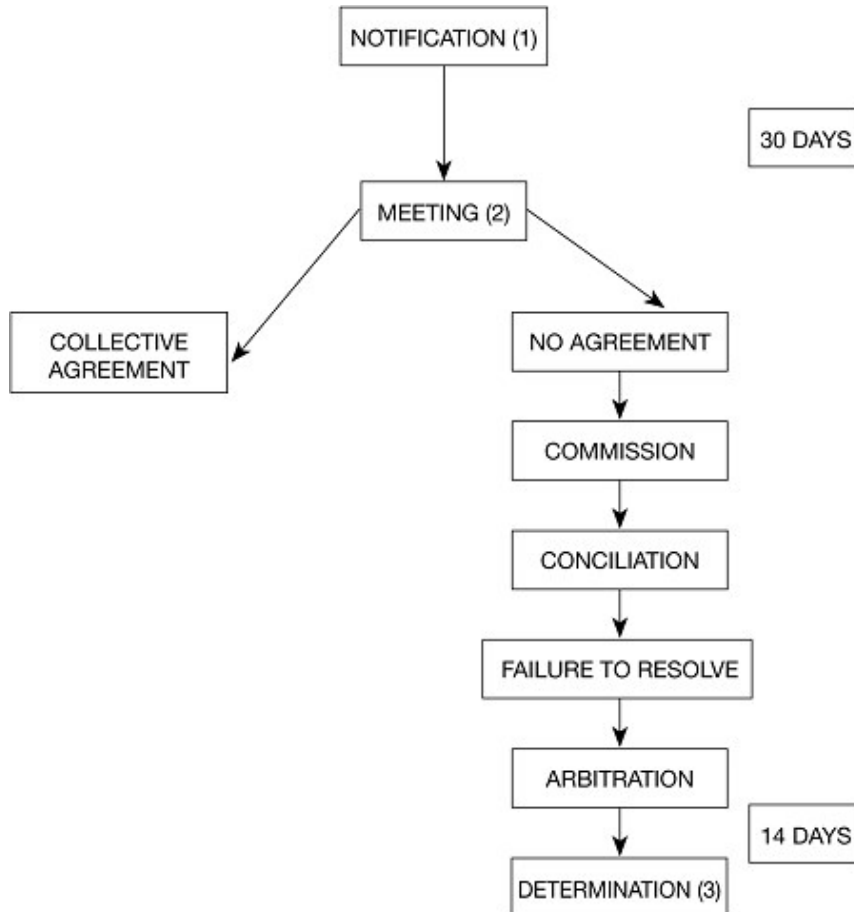 NOTIFICATION (1)
30 DAYS
MEETING (2)
COLLECTIVE
AGREEMENT
NO AGREEMENT
COMMISSION
CONCILIATION
FAILURE TO RESOLVE
ARBITRATION
14 DAYS
DETERMINATION (3)